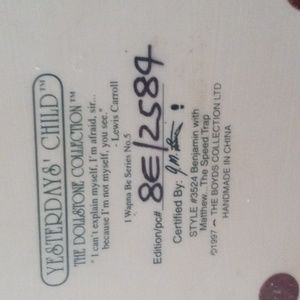 YESTERDAYS' CHILD™
THE DOLLSTONE COLLECTION™
"I can't explain myself, I'm afraid, sir...
because I'm not myself, you see."
- Lewis Carroll
I Wanna Be Series No.5
Edition/pc# 8E/2584
Certified By:
STYLE #3524 Benjamin with
Matthew...The Speed Trap
©1997 THE BOYDS COLLECTION LTD
HANDMADE IN CHINA